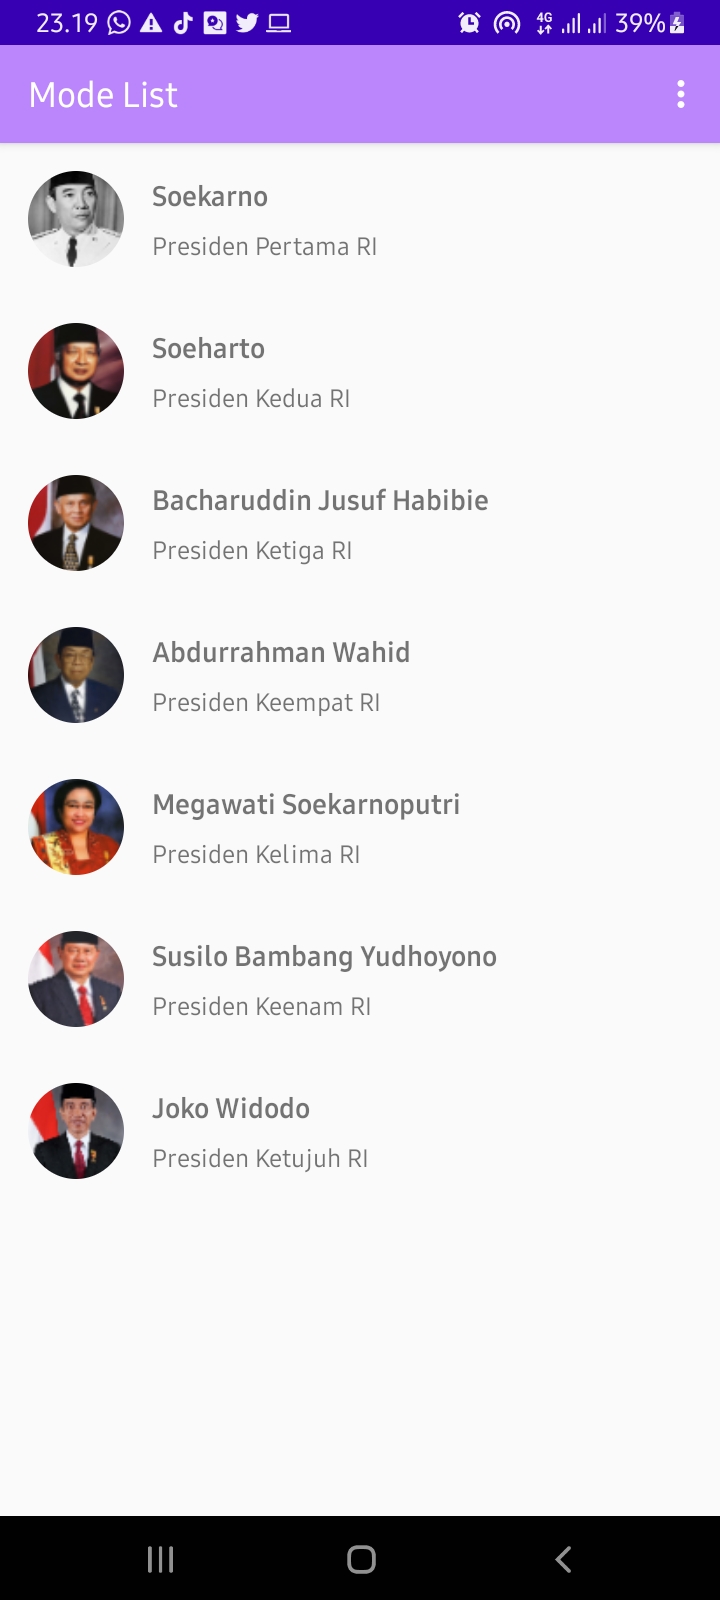 23.19 4G 39%
Mode List
Soekarno
Presiden Pertama RI
Soeharto
Presiden Kedua RI
Bacharuddin Jusuf Habibie
Presiden Ketiga RI
Abdurrahman Wahid
Presiden Keempat RI
Megawati Soekarnoputri
Presiden Kelima RI
Susilo Bambang Yudhoyono
Presiden Keenam RI
Joko Widodo
Presiden Ketujuh RI